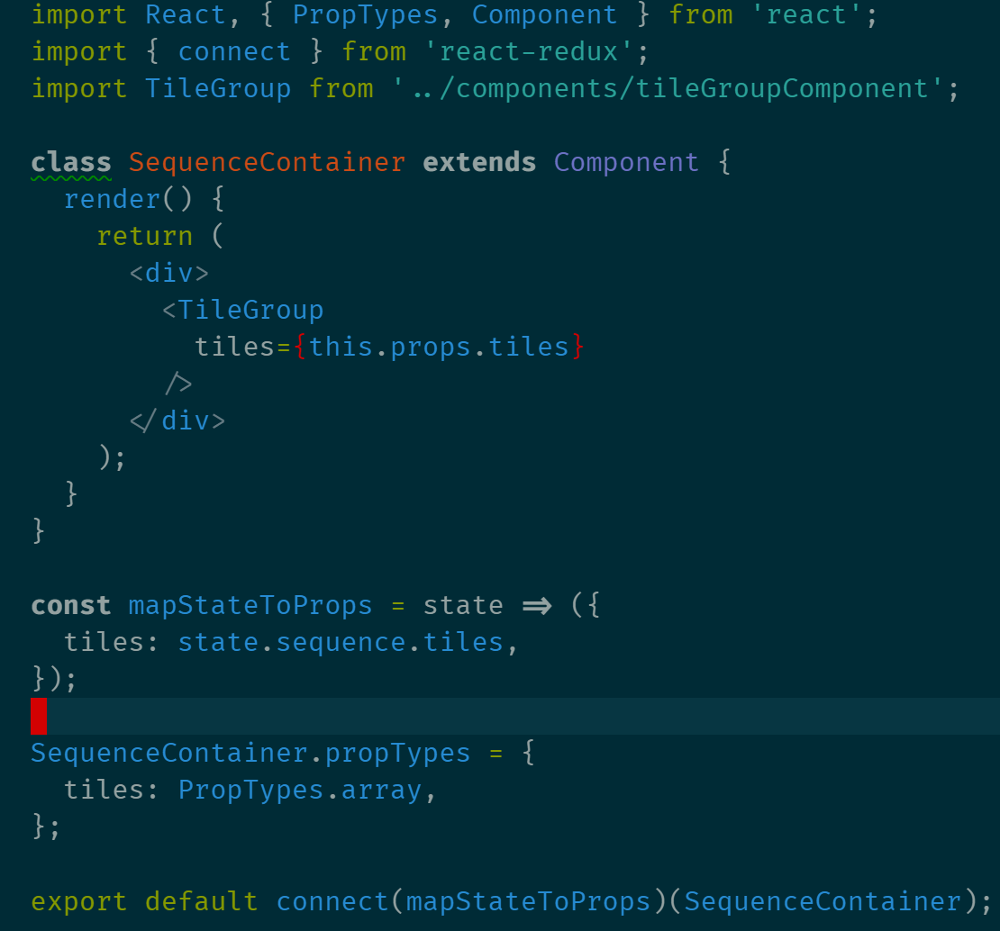 import React, { PropTypes, Component } from 'react';
import { connect } from 'react-redux';
import TileGroup from '../components/tileGroupComponent';

class SequenceContainer extends Component {
  render() {
    return (
      <div>
        <TileGroup
          tiles={this.props.tiles}
        />
      </div>
    );
  }
}

const mapStateToProps = state => ({
  tiles: state.sequence.tiles,
});

SequenceContainer.propTypes = {
  tiles: PropTypes.array,
};

export default connect(mapStateToProps)(SequenceContainer);